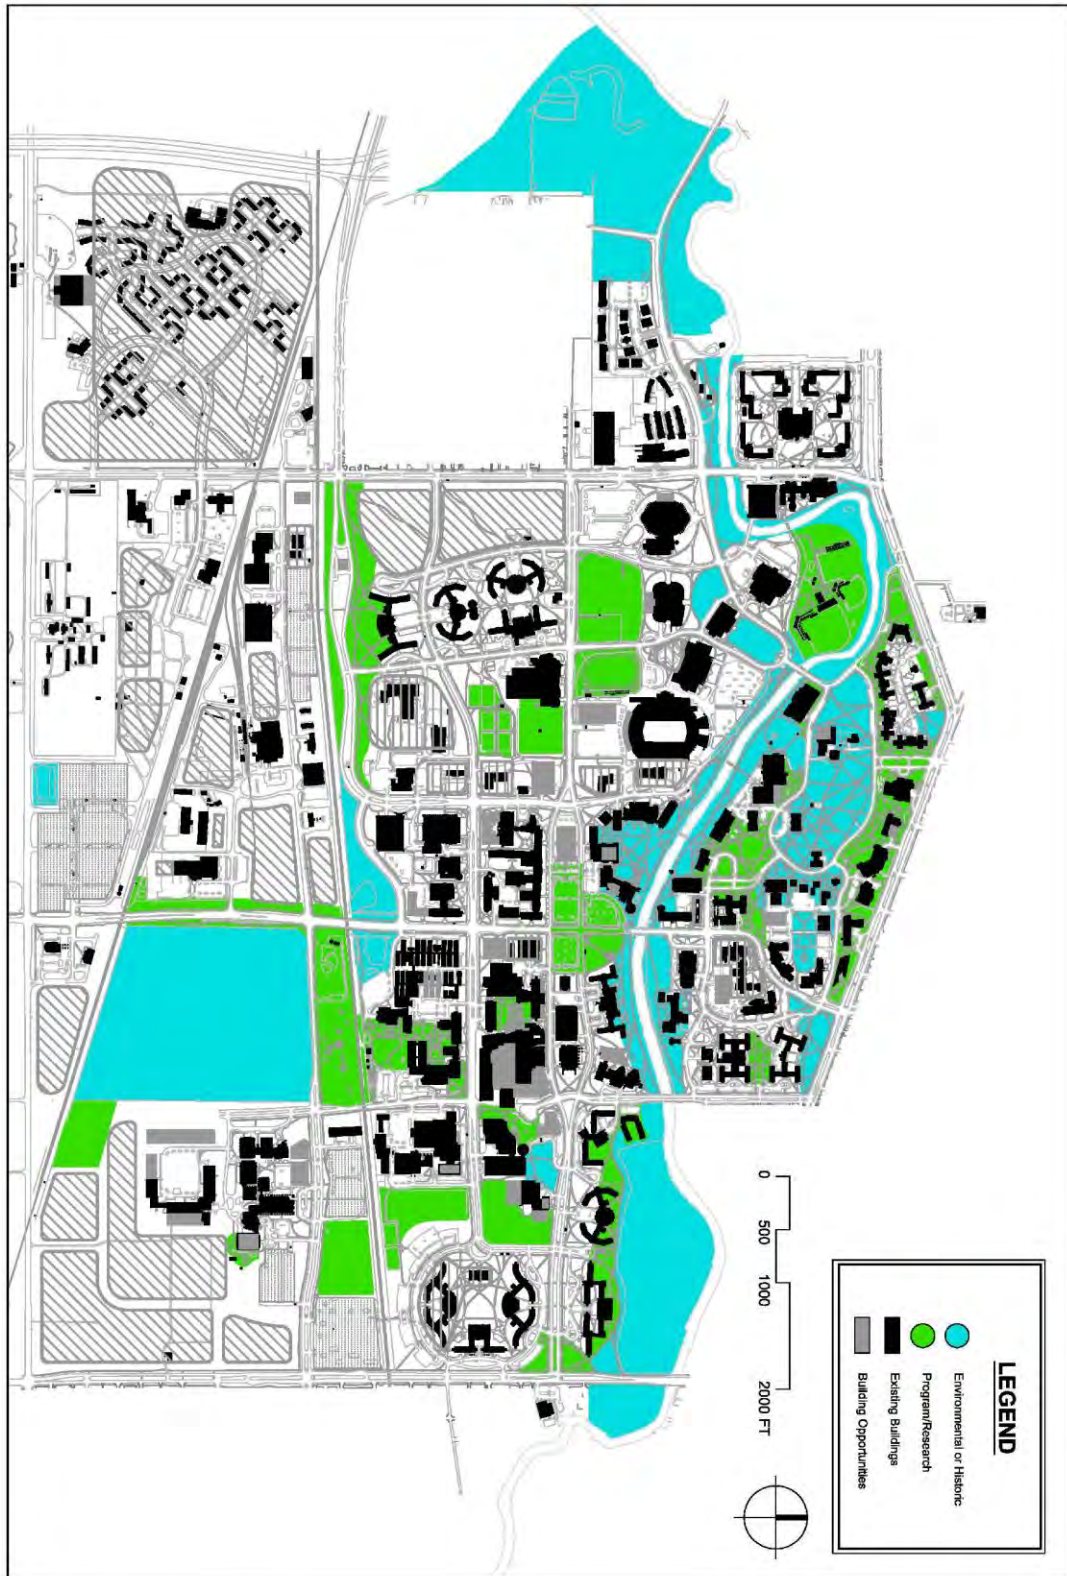 LEGEND
Environmental or Historic
Program/Research
Existing Buildings
Building Opportunities
0
500
1000
2000 FT